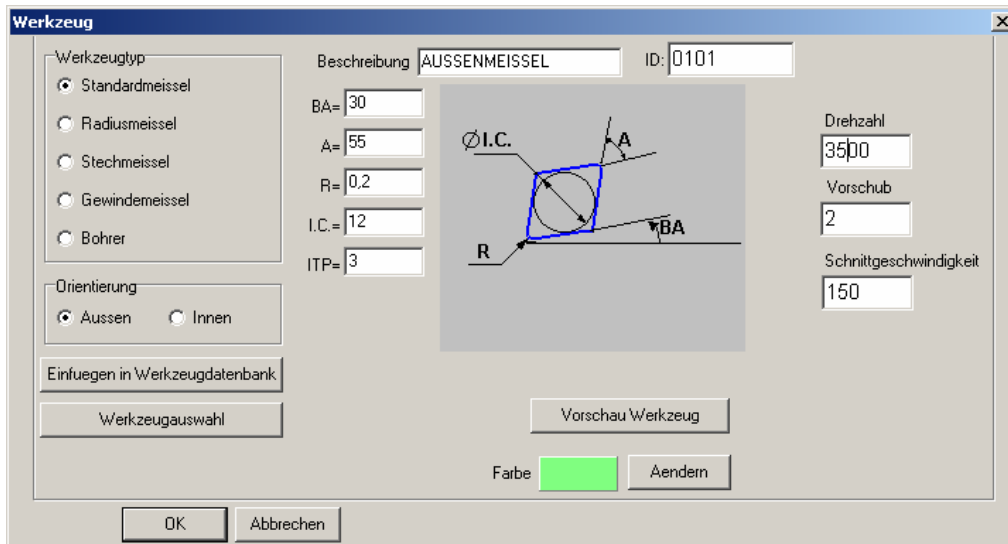 Werkzeug
Werkzeugtyp
Standardmeissel
Radiusmeissel
Stechmeissel
Gewindemeissel
Bohrer
Orientierung
Aussen Innen
Einfuegen in Werkzeugdatenbank
Werkzeugauswahl
Beschreibung AUSSENMEISSEL ID: 0101
BA= 30
A= 55
R= 0,2
I.C.= 12
ITP= 3
∅ I.C.
A
BA
R
Drehzahl
3500
Vorschub
2
Schnittgeschwindigkeit
150
Vorschau Werkzeug
Farbe Aendern
OK Abbrechen